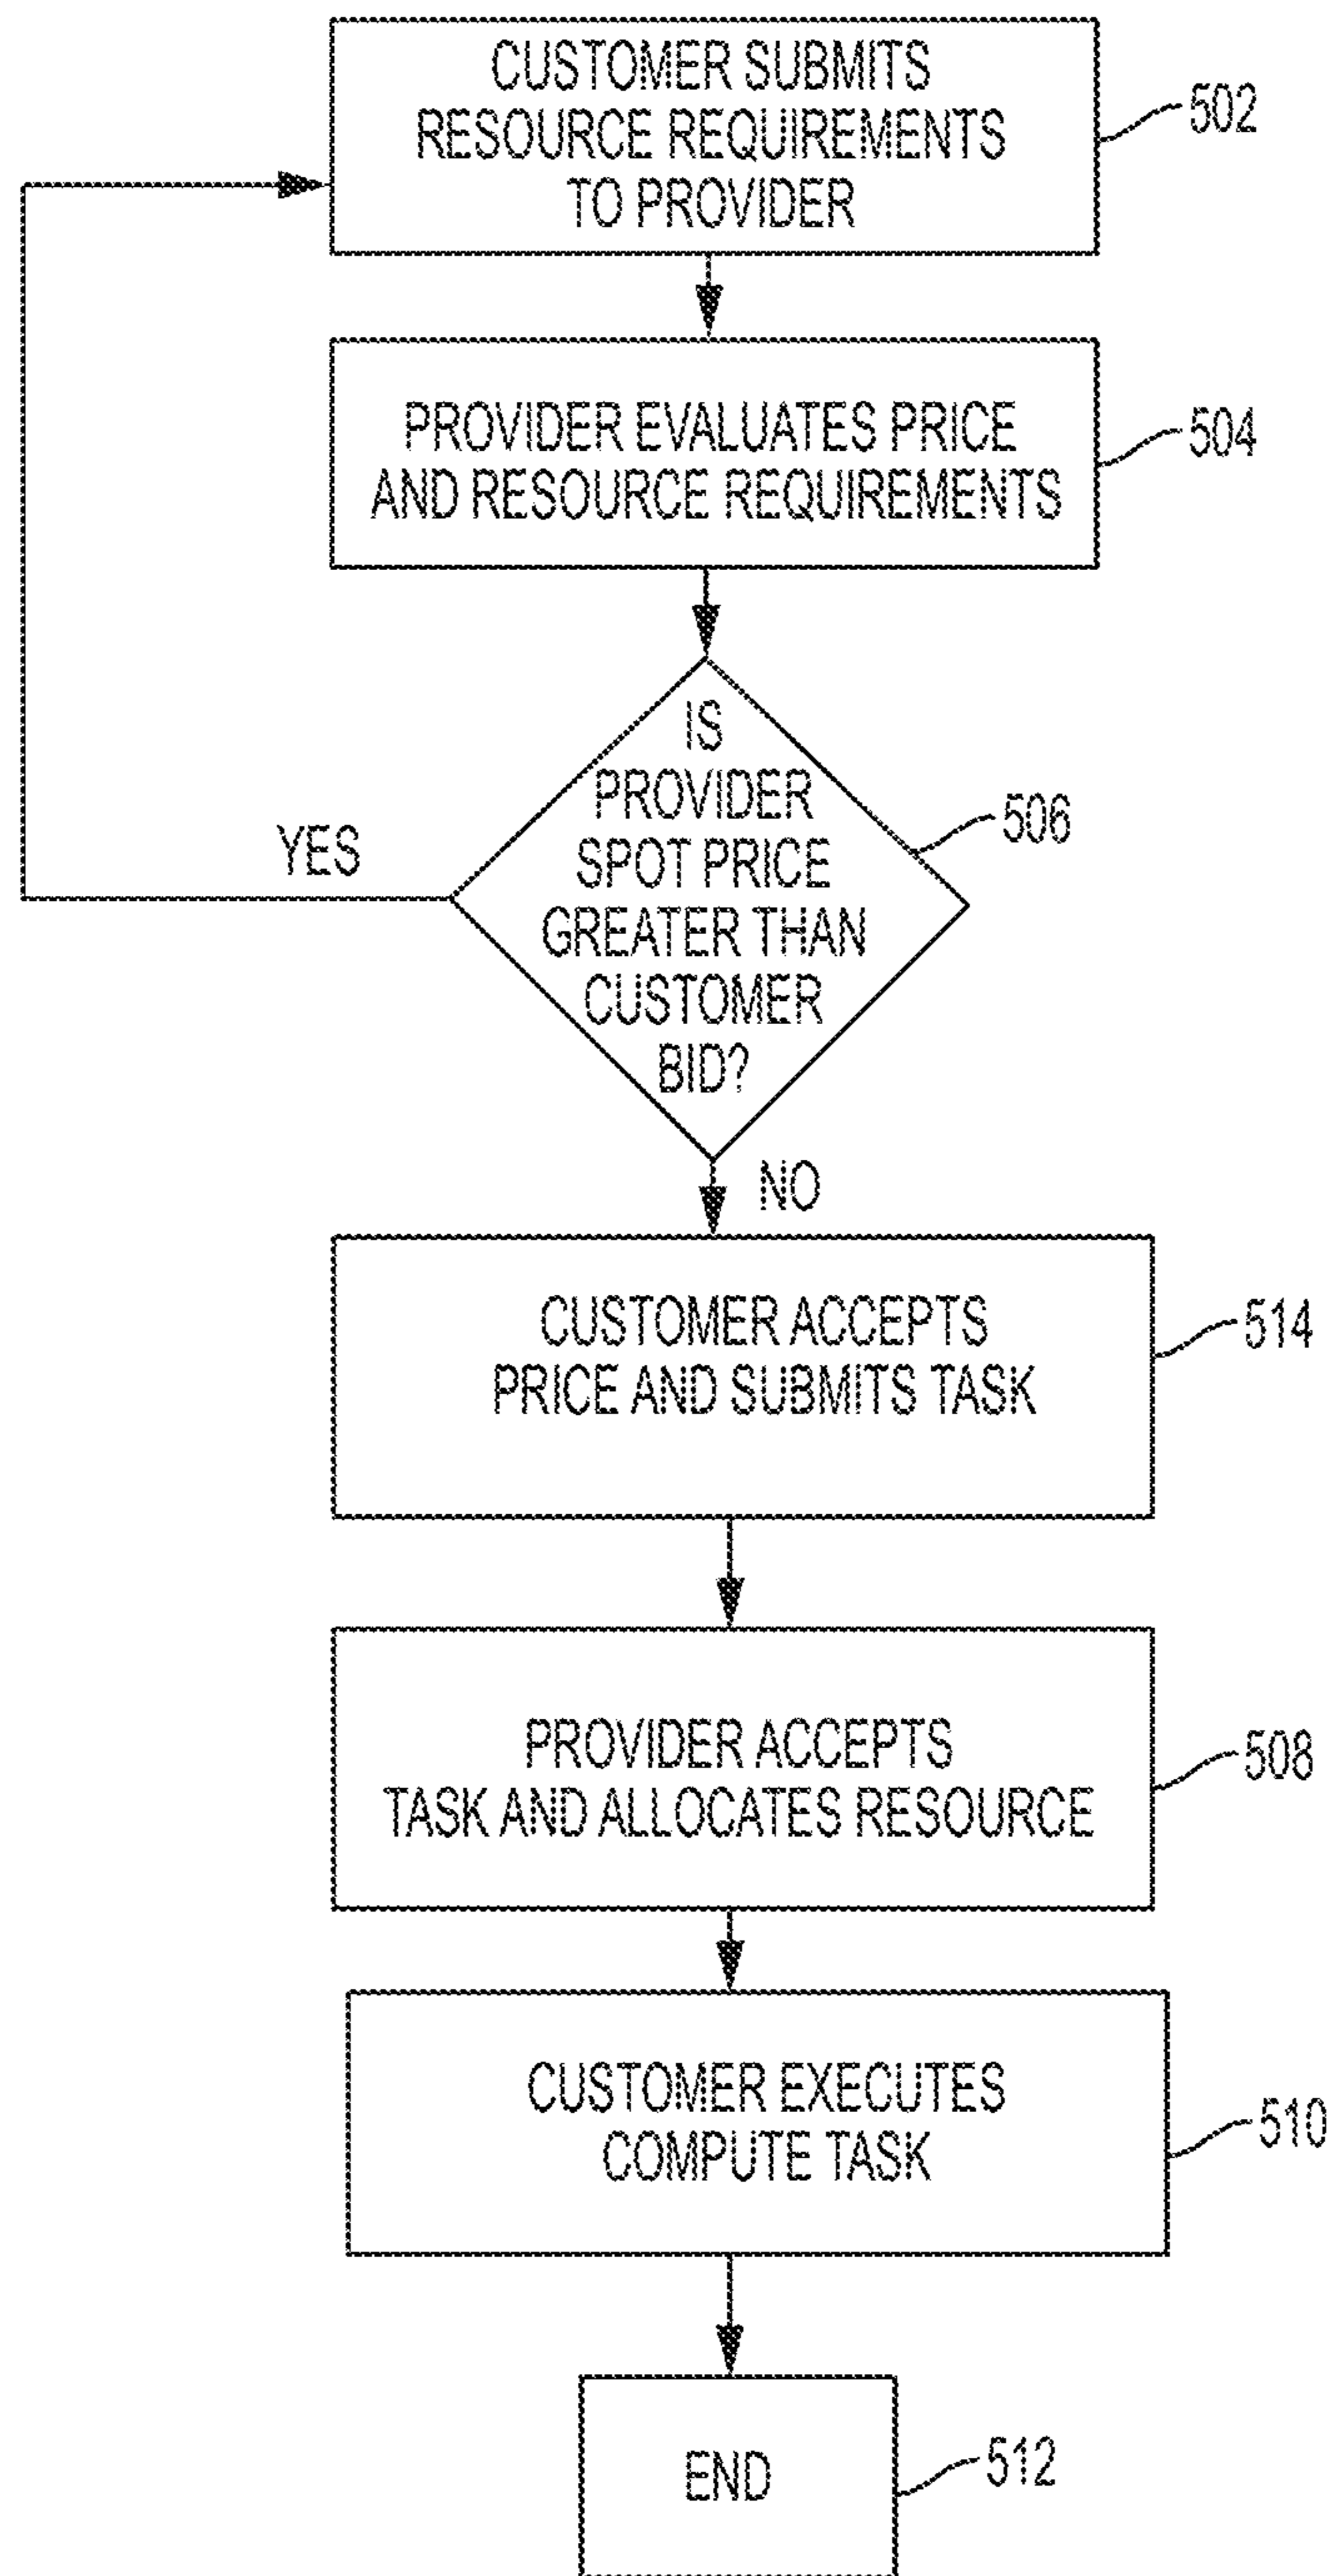 CUSTOMER SUBMITS
RESOURCE REQUIREMENTS
TO PROVIDER
502
PROVIDER EVALUATES PRICE
AND RESOURCE REQUIREMENTS
504
IS
PROVIDER
SPOT PRICE
GREATER THAN
CUSTOMER
BID?
506
YES
NO
CUSTOMER ACCEPTS
PRICE AND SUBMITS TASK
514
PROVIDER ACCEPTS
TASK AND ALLOCATES RESOURCE
508
CUSTOMER EXECUTES
COMPUTE TASK
510
END
512